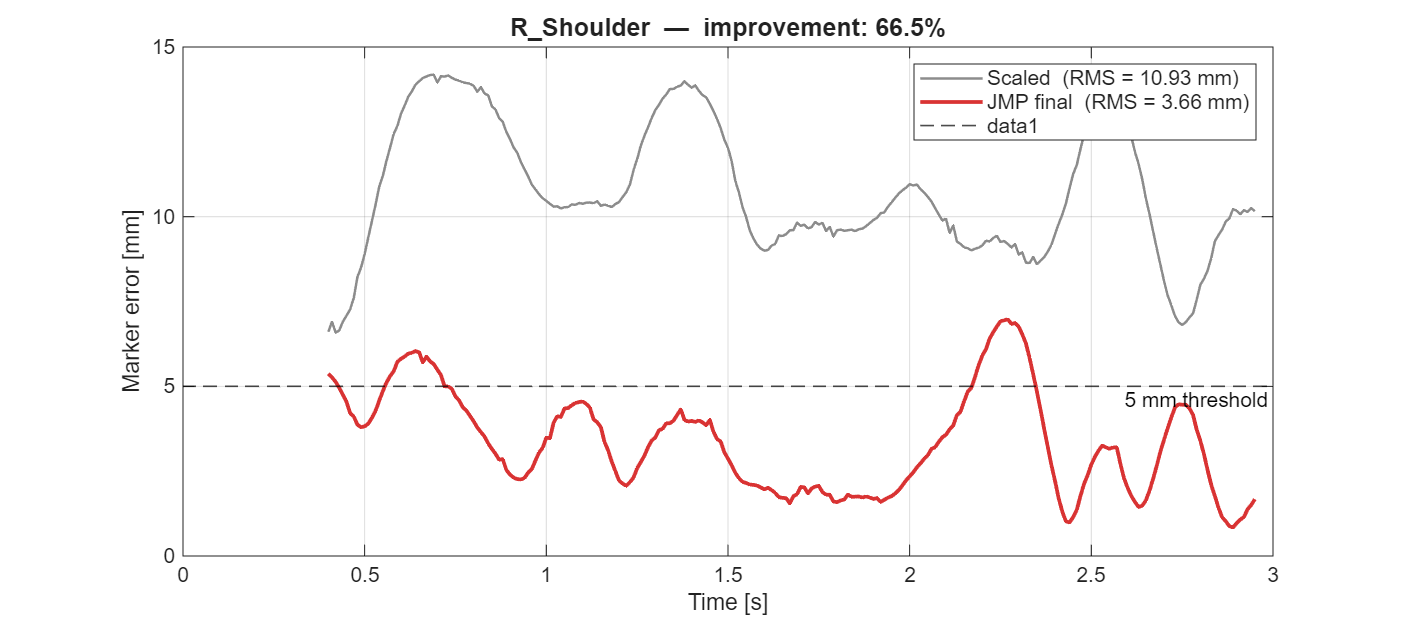 R_Shoulder — improvement: 66.5%
15
10
5
0
Marker error [mm]
Scaled (RMS = 10.93 mm)
JMP final (RMS = 3.66 mm)
data1
5 mm threshold
0 0.5 1 1.5 2 2.5 3
Time [s]